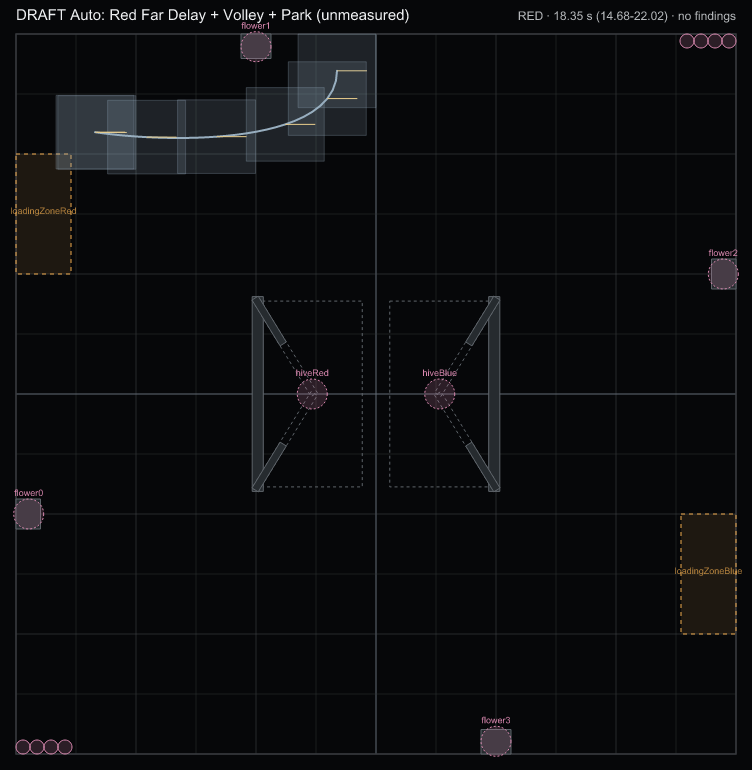 DRAFT Auto: Red Far Delay + Volley + Park (unmeasured)
RED · 18.35 s (14.68-22.02) · no findings
flower1
loadingZoneRed
flower2
hiveRed
hiveBlue
flower0
loadingZoneBlue
flower3